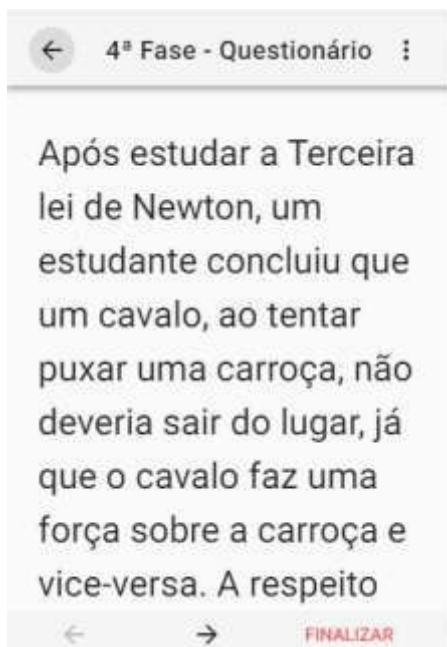 4ª Fase - Questionário
Após estudar a Terceira
lei de Newton, um
estudante concluiu que
um cavalo, ao tentar
puxar uma carroça, não
deveria sair do lugar, já
que o cavalo faz uma
força sobre a carroça e
vice-versa. A respeito
FINALIZAR